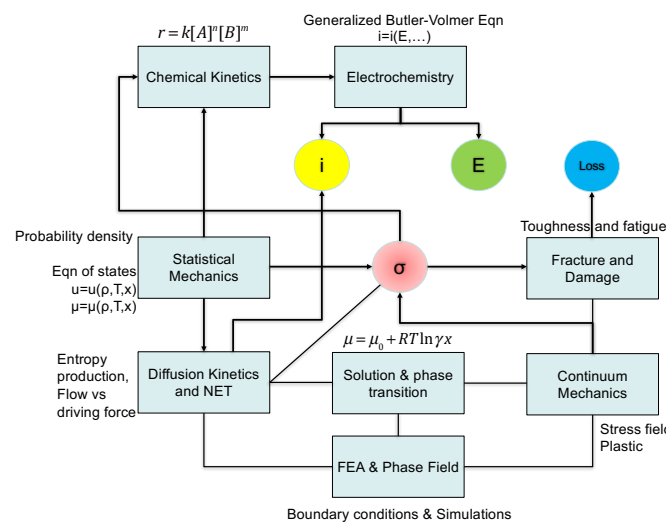 Generalized Butler-Volmer Eqn
i=i(E,…)
r = k[A]ⁿ[B]ᵐ
Chemical Kinetics
Electrochemistry
i
E
Loss
Toughness and fatigue
Probability density
Statistical
Mechanics
Eqn of states
u=u(ρ,T,x)
μ=μ(ρ,T,x)
σ
Fracture and
Damage
μ = μ₀ + RT ln γx
Entropy
production,
Flow vs
driving force
Diffusion Kinetics
and NET
Solution & phase
transition
Continuum
Mechanics
Stress field
Plastic
FEA & Phase Field
Boundary conditions & Simulations